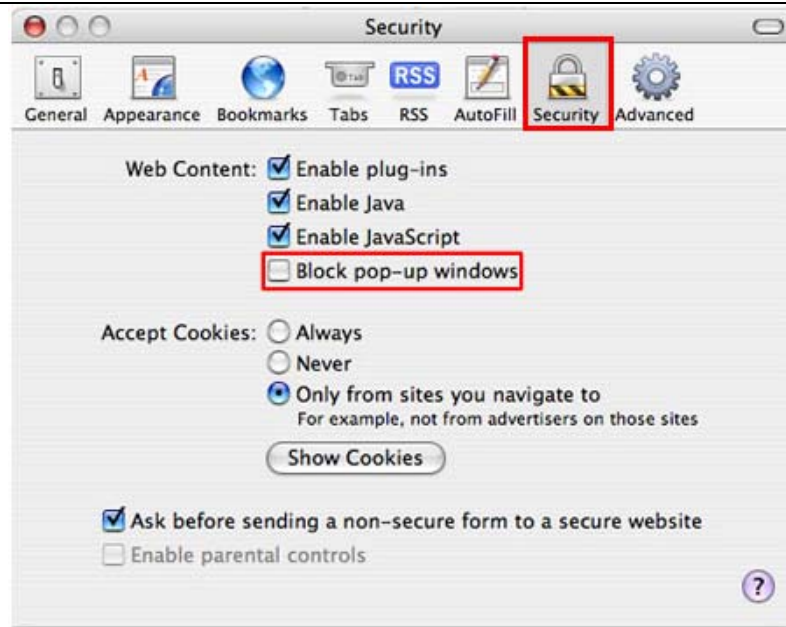 Security
General Appearance Bookmarks Tabs RSS AutoFill Security Advanced
Web Content: Enable plug-ins
Enable Java
Enable JavaScript
Block pop-up windows
Accept Cookies: Always
Never
Only from sites you navigate to
For example, not from advertisers on those sites
Show Cookies
Ask before sending a non-secure form to a secure website
Enable parental controls
?